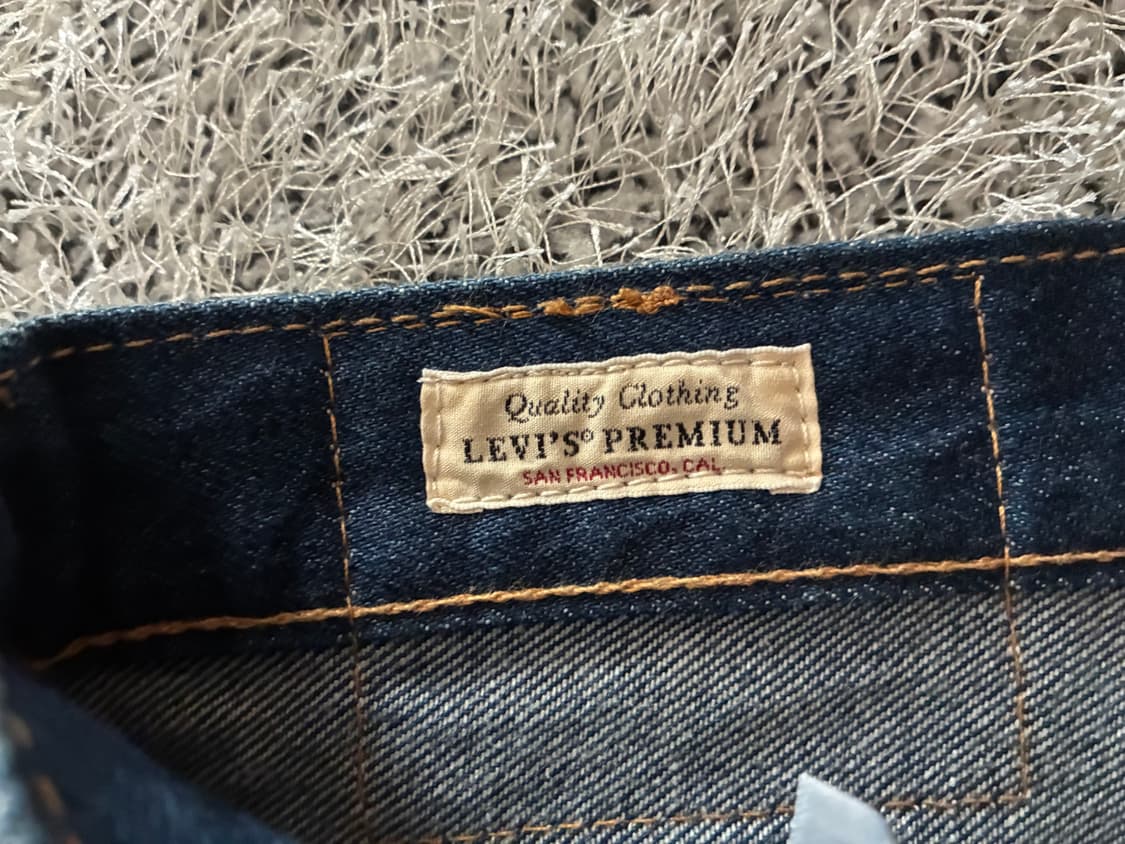 Quality Clothing
LEVI'S® PREMIUM
SAN FRANCISCO, CAL.